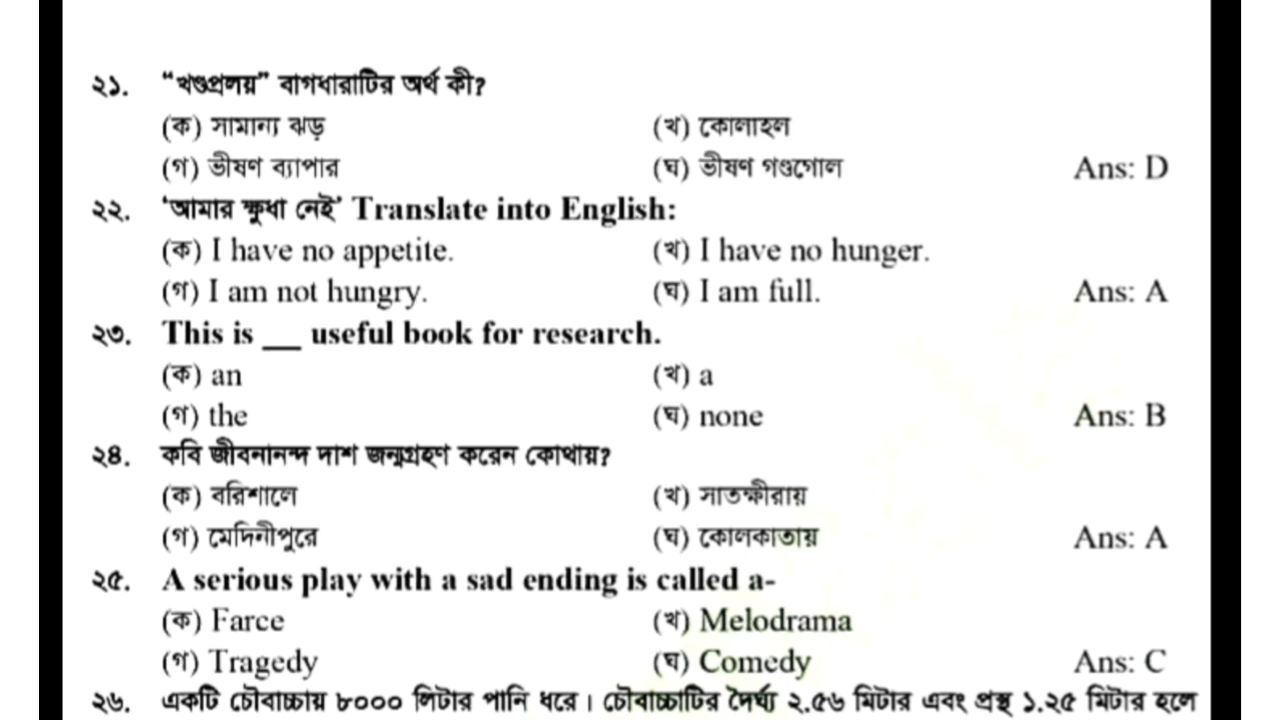 ২১. “খণ্ডপ্রলয়” বাগধারাটির অর্থ কী?
(ক) সামান্য ঝড় (খ) কোলাহল
(গ) ভীষণ ব্যাপার (ঘ) ভীষণ গণ্ডগোল Ans: D
২২. ‘আমার ক্ষুধা নেই’ Translate into English:
(ক) I have no appetite. (খ) I have no hunger.
(গ) I am not hungry. (ঘ) I am full. Ans: A
২৩. This is __ useful book for research.
(ক) an (খ) a
(গ) the (ঘ) none Ans: B
২৪. কবি জীবনানন্দ দাশ জন্মগ্রহণ করেন কোথায়?
(ক) বরিশালে (খ) সাতক্ষীরায়
(গ) মেদিনীপুরে (ঘ) কোলকাতায় Ans: A
২৫. A serious play with a sad ending is called a-
(ক) Farce (খ) Melodrama
(গ) Tragedy (ঘ) Comedy Ans: C
২৬. একটি চৌবাচ্চায় ৮০০০ লিটার পানি ধরে। চৌবাচ্চাটির দৈর্ঘ্য ২.৫৬ মিটার এবং প্রস্থ ১.২৫ মিটার হলে